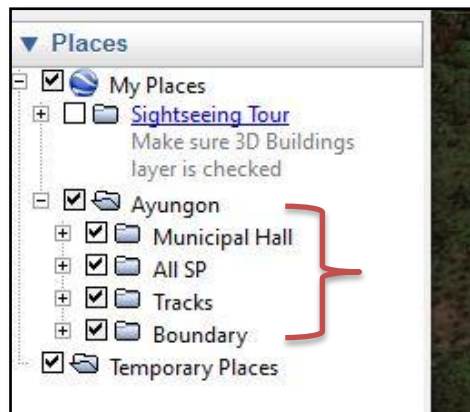 Places
My Places
Sightseeing Tour
Make sure 3D Buildings
layer is checked
Ayungon
Municipal Hall
All SP
Tracks
Boundary
Temporary Places